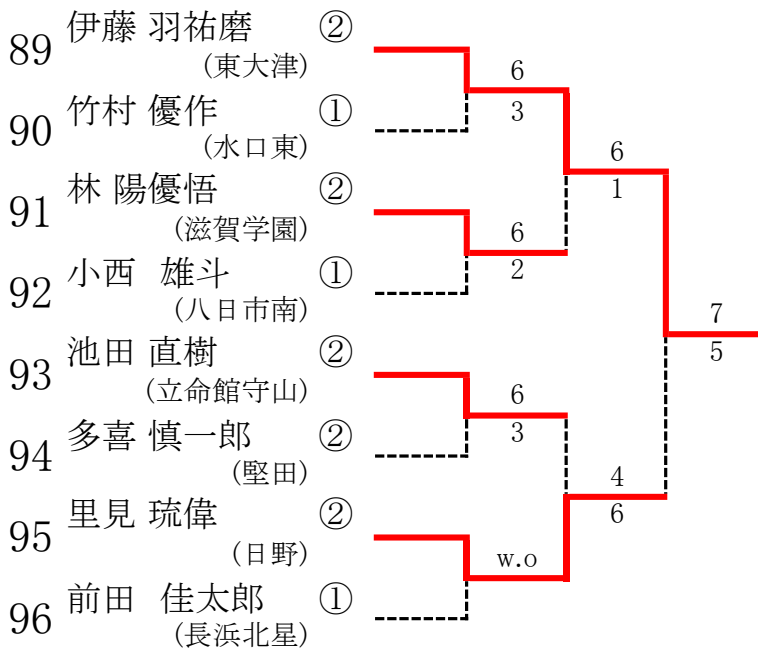 89 伊藤 羽祐磨 ②
(東大津)
90 竹村 優作 ①
(水口東)
91 林 陽優悟 ②
(滋賀学園)
92 小西 雄斗 ①
(八日市南)
93 池田 直樹 ②
(立命館守山)
94 多喜 慎一郎 ②
(堅田)
95 里見 琉偉 ②
(日野)
96 前田 佳太郎 ①
(長浜北星)
6
3
6
2
6
3
w.o
6
1
4
6
7
5